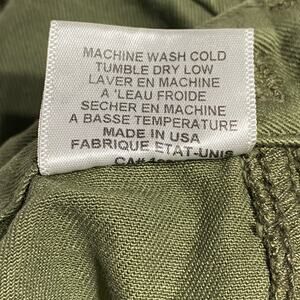 MACHINE WASH COLD
TUMBLE DRY LOW
LAVER EN MACHINE
A 'LEAU FROIDE
SECHER EN MACHINE
A BASSE TEMPERATURE
MADE IN USA
FABRIQUE ETAT-UNIS